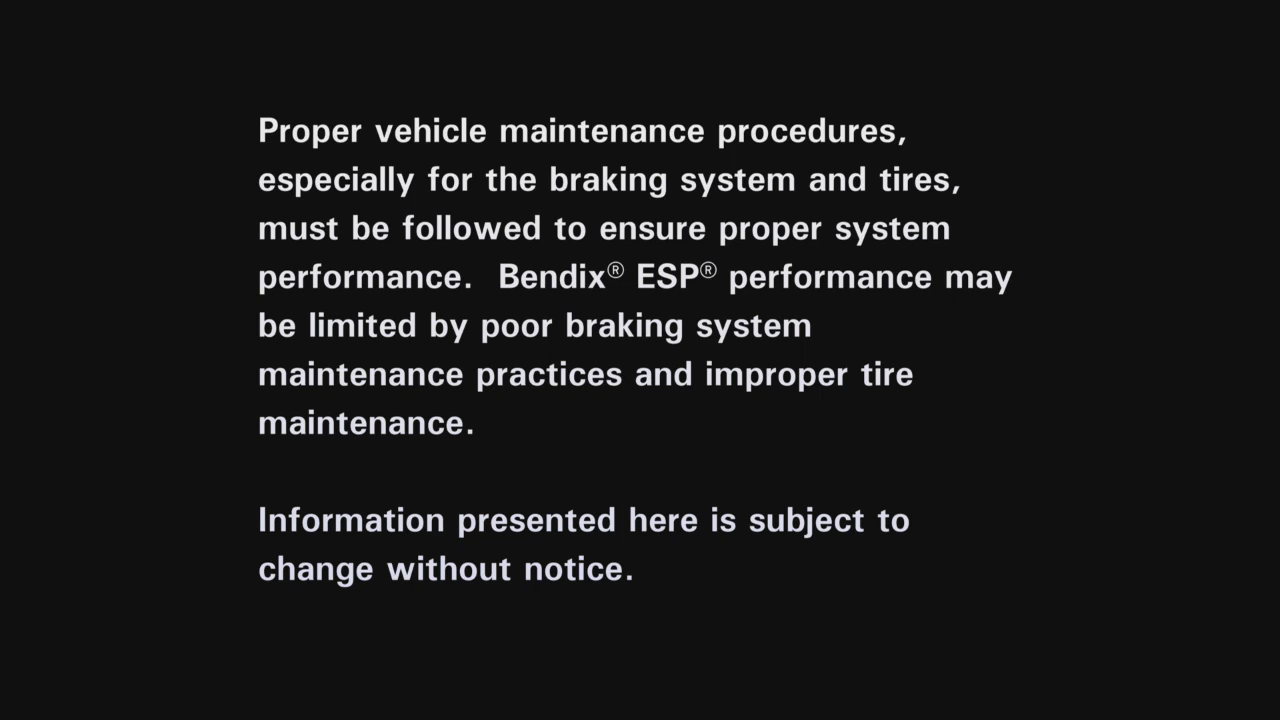 Proper vehicle maintenance procedures,
especially for the braking system and tires,
must be followed to ensure proper system
performance.  Bendix® ESP® performance may
be limited by poor braking system
maintenance practices and improper tire
maintenance.

Information presented here is subject to
change without notice.